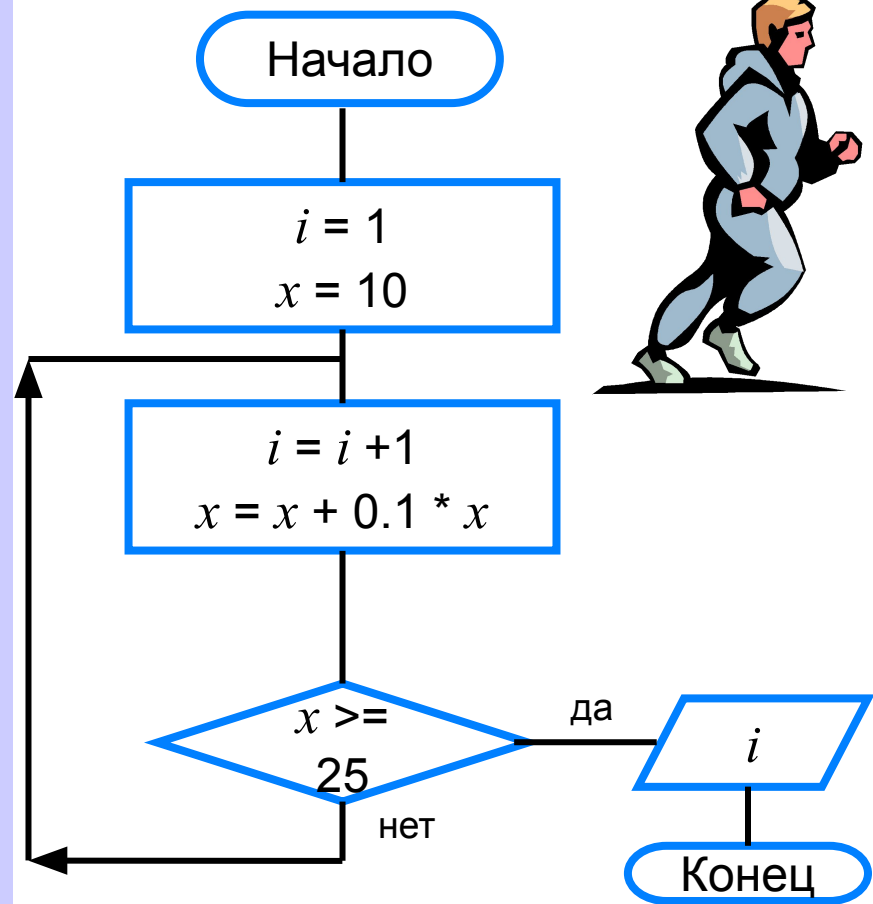 Начало
i = 1
x = 10
i = i +1
x = x + 0.1 * x
x >=
25
да
i
нет
Конец